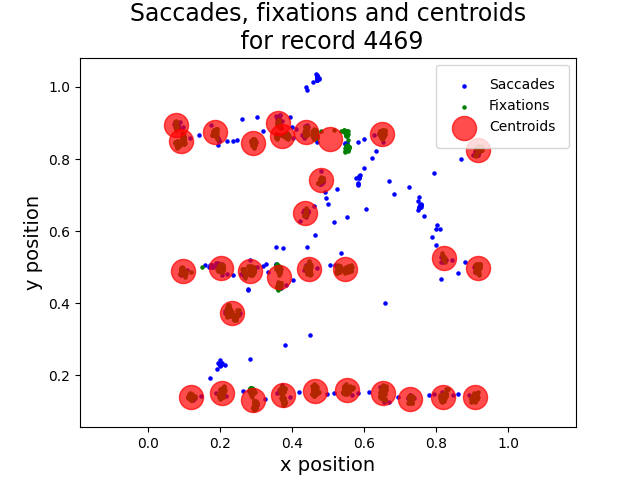 Saccades, fixations and centroids
for record 4469
Saccades
Fixations
Centroids
1.0
0.8
0.6
0.4
0.2
y position
0.0 0.2 0.4 0.6 0.8 1.0
x position